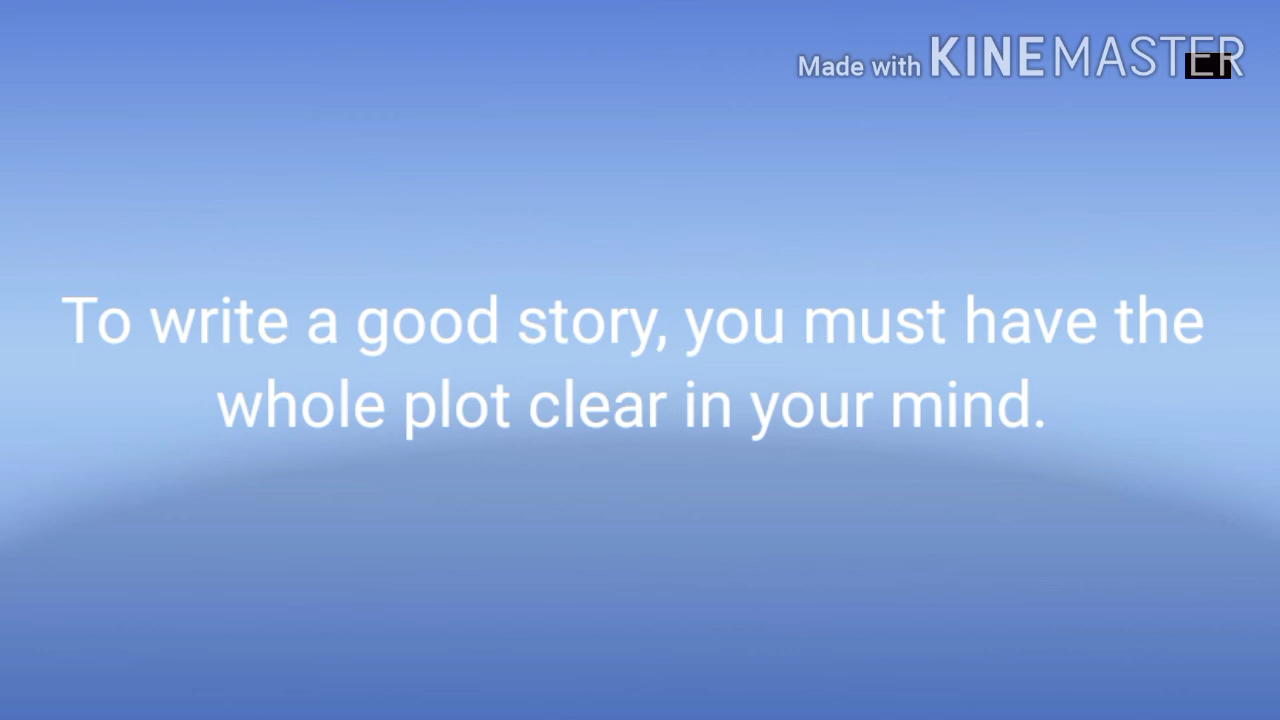 Made with KINEMASTER
To write a good story, you must have the
whole plot clear in your mind.